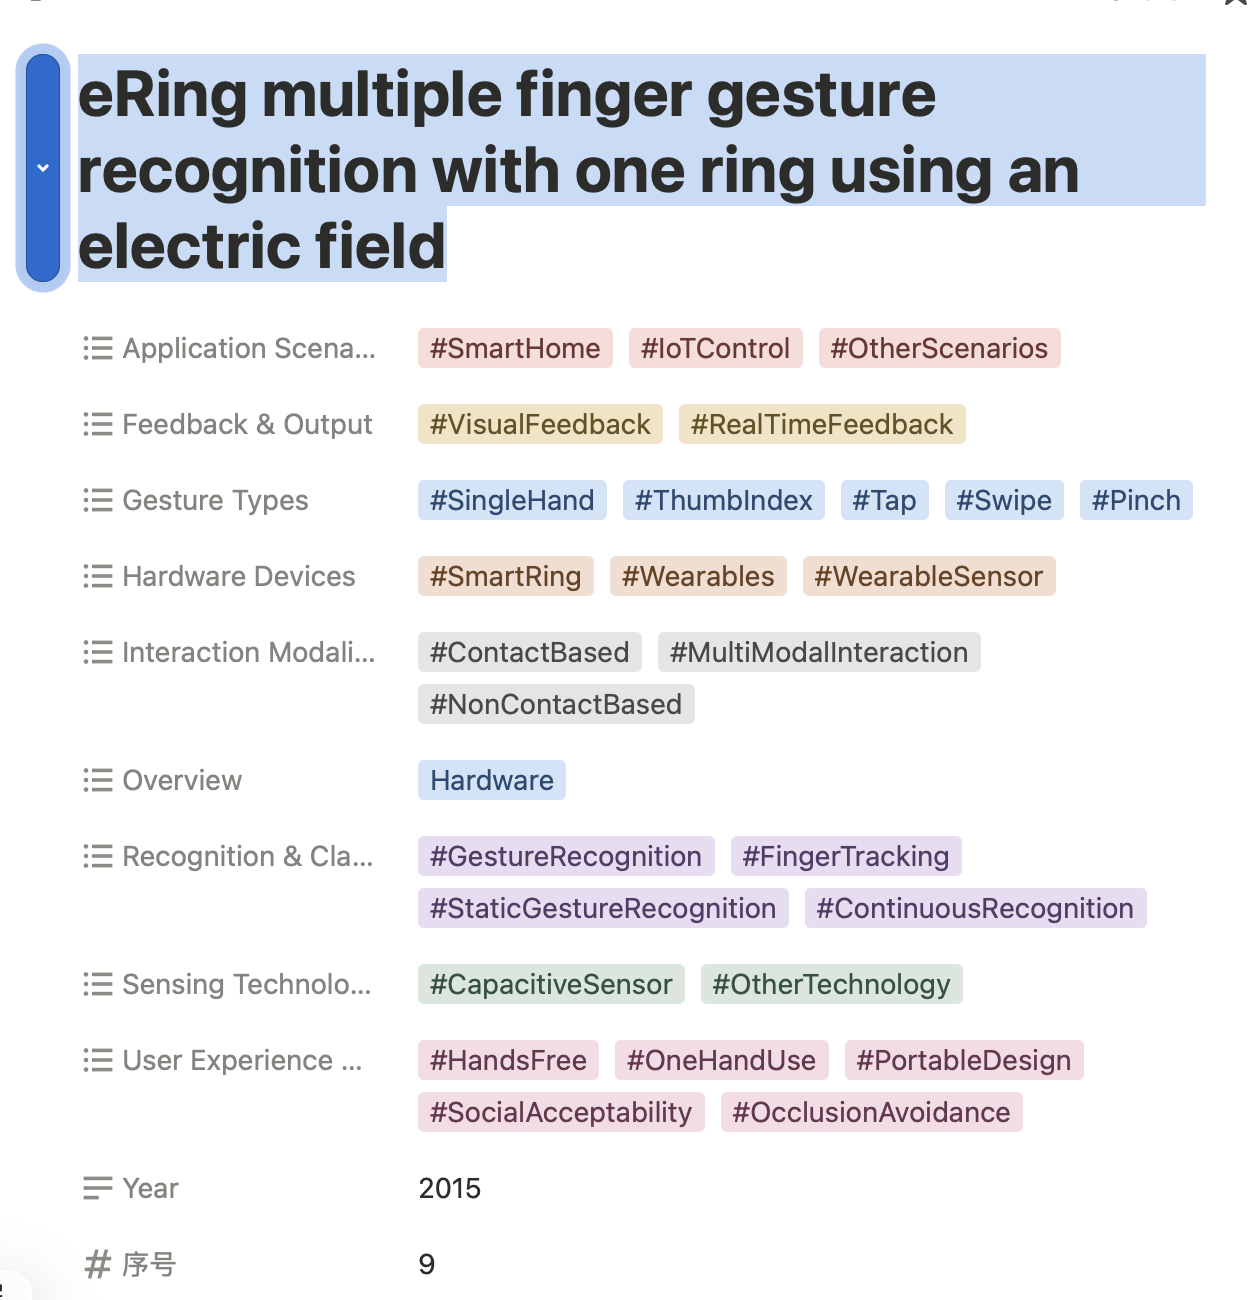 eRing multiple finger gesture
recognition with one ring using an
electric field
Application Scena... #SmartHome #IoTControl #OtherScenarios
Feedback & Output #VisualFeedback #RealTimeFeedback
Gesture Types #SingleHand #ThumbIndex #Tap #Swipe #Pinch
Hardware Devices #SmartRing #Wearables #WearableSensor
Interaction Modali... #ContactBased #MultiModalInteraction
#NonContactBased
Overview Hardware
Recognition & Cla... #GestureRecognition #FingerTracking
#StaticGestureRecognition #ContinuousRecognition
Sensing Technolo... #CapacitiveSensor #OtherTechnology
User Experience ... #HandsFree #OneHandUse #PortableDesign
#SocialAcceptability #OcclusionAvoidance
Year 2015
序号 9